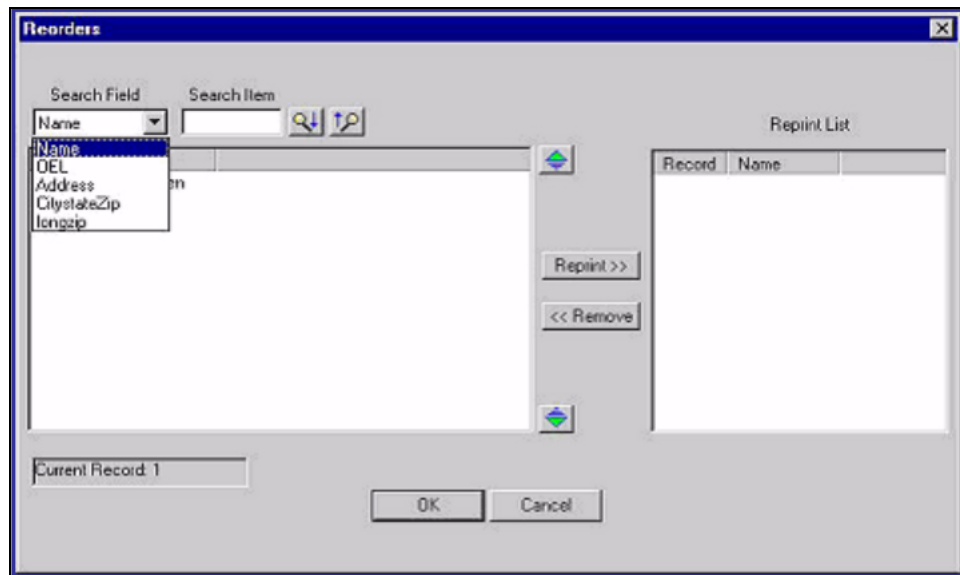 Reorders
Search Field Search Item
Name
Reprint List
Name
OEL
Address
CitystateZip
longzip
en
Record Name
Reprint >>
<< Remove
Current Record: 1
OK Cancel